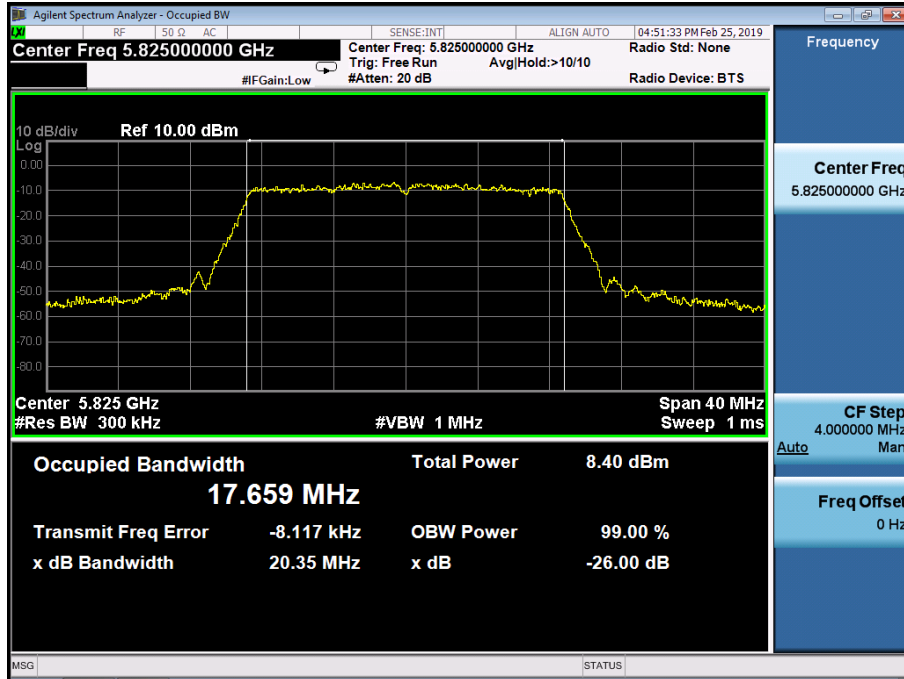 Agilent Spectrum Analyzer - Occupied BW
LXI RF 50 Ω AC SENSE:INT ALIGN AUTO 04:51:33 PM Feb 25, 2019
Center Freq 5.825000000 GHz
Center Freq: 5.825000000 GHz Radio Std: None
Trig: Free Run Avg|Hold:>10/10
#IFGain:Low #Atten: 20 dB Radio Device: BTS
10 dB/div Ref 10.00 dBm
Log
0.00
-10.0
-20.0
-30.0
-40.0
-50.0
-60.0
-70.0
-80.0
Center 5.825 GHz Span 40 MHz
#Res BW 300 kHz #VBW 1 MHz Sweep 1 ms
Occupied Bandwidth Total Power 8.40 dBm
17.659 MHz
Transmit Freq Error -8.117 kHz OBW Power 99.00 %
x dB Bandwidth 20.35 MHz x dB -26.00 dB
MSG STATUS
Frequency
Center Freq
5.825000000 GHz
CF Step
4.000000 MHz
Auto Man
Freq Offset
0 Hz